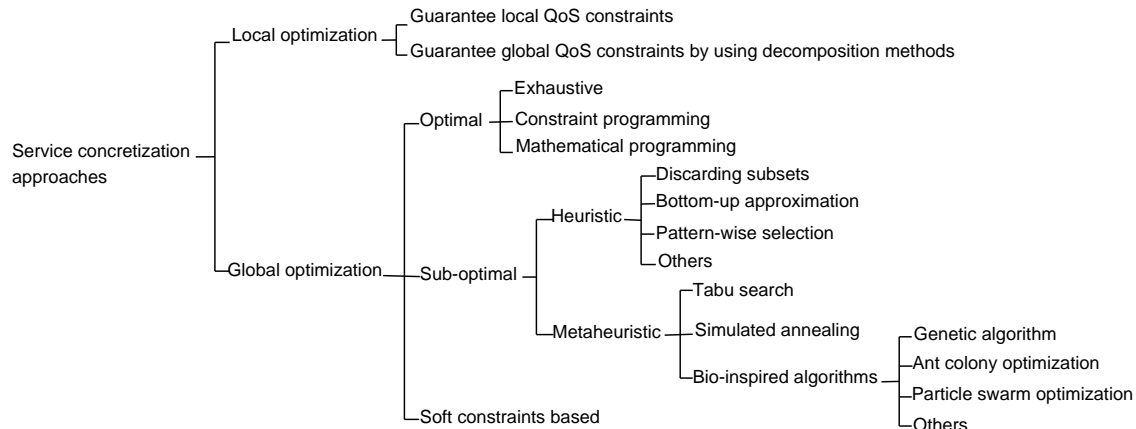 Guarantee local QoS constraints
Local optimization
Guarantee global QoS constraints by using decomposition methods
Exhaustive
Optimal
Constraint programming
Mathematical programming
Service concretization
approaches
Discarding subsets
Bottom-up approximation
Heuristic
Pattern-wise selection
Others
Global optimization
Sub-optimal
Tabu search
Metaheuristic
Simulated annealing
Genetic algorithm
Ant colony optimization
Bio-inspired algorithms
Particle swarm optimization
Others
Soft constraints based